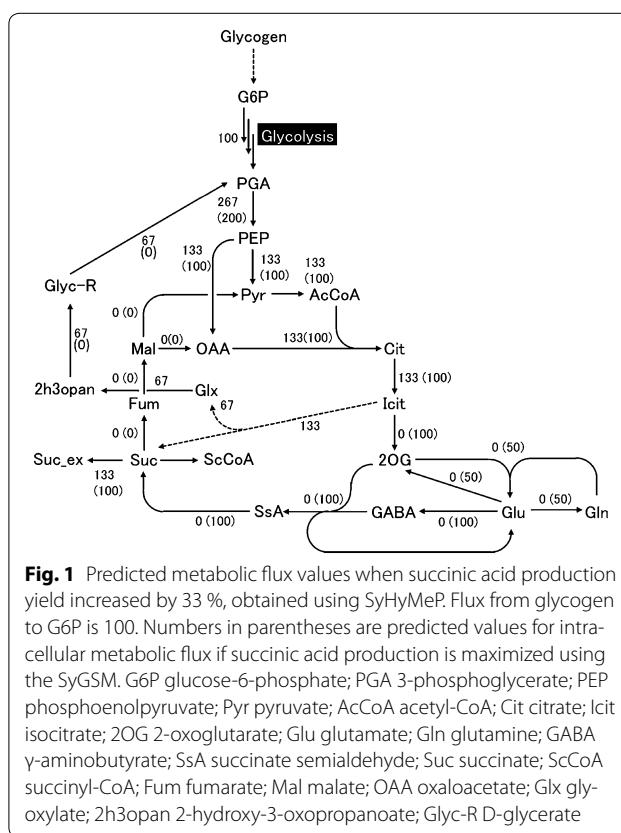 Glycogen
G6P
100
Glycolysis
PGA
267
(200)
PEP
133
(100)
133
(100)
133
(100)
67
(0)
Glyc-R
Pyr
AcCoA
0 (0)
67
(0)
Mal
0(0)
OAA
133(100)
Cit
2h3opan
0 (0)
67
Glx
133 (100)
Fum
67
Icit
133
0 (0)
0 (100)
Suc_ex
Suc
ScCoA
2OG
0 (50)
133
(100)
0 (50)
0 (100)
0 (100)
SsA
GABA
0 (100)
Glu
0 (50)
Gln
Fig. 1 Predicted metabolic flux values when succinic acid production
yield increased by 33 %, obtained using SyHyMeP. Flux from glycogen
to G6P is 100. Numbers in parentheses are predicted values for intra-
cellular metabolic flux if succinic acid production is maximized using
the SyGSM. G6P glucose-6-phosphate; PGA 3-phosphoglycerate; PEP
phosphoenolpyruvate; Pyr pyruvate; AcCoA acetyl-CoA; Cit citrate; Icit
isocitrate; 2OG 2-oxoglutarate; Glu glutamate; Gln glutamine; GABA
γ-aminobutyrate; SsA succinate semialdehyde; Suc succinate; ScCoA
succinyl-CoA; Fum fumarate; Mal malate; OAA oxaloacetate; Glx gly-
oxylate; 2h3opan 2-hydroxy-3-oxopropanoate; Glyc-R D-glycerate